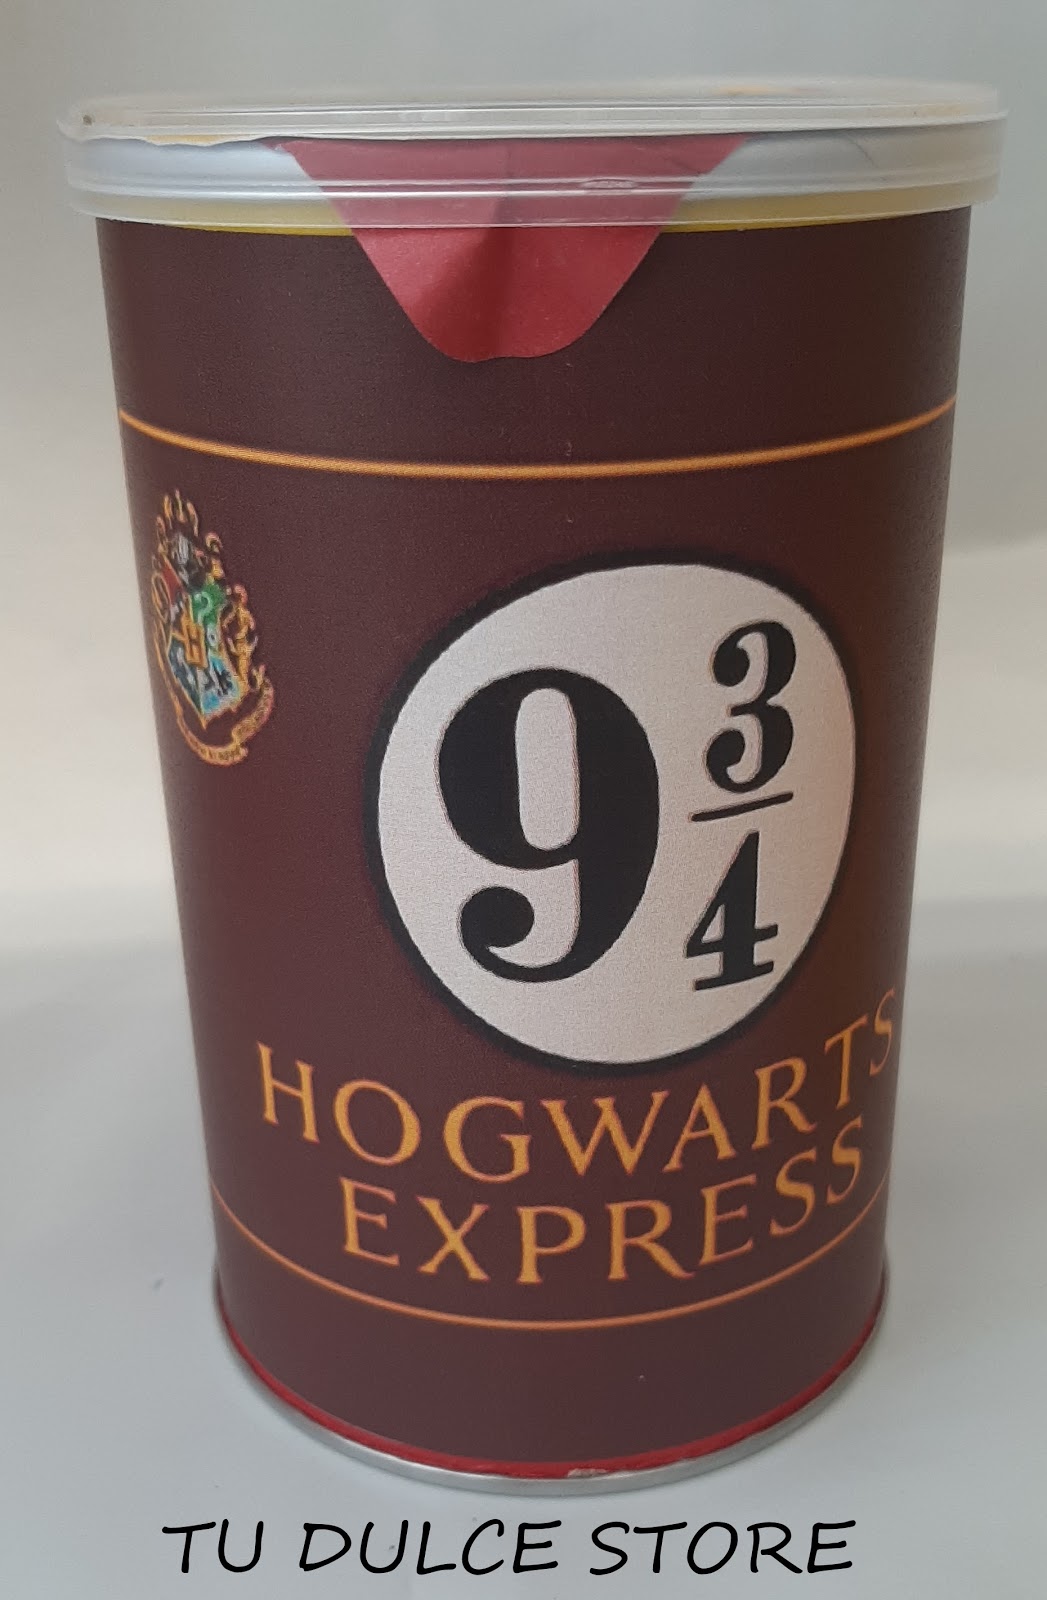 9 3/4
HOGWARTS
EXPRESS
TU DULCE STORE